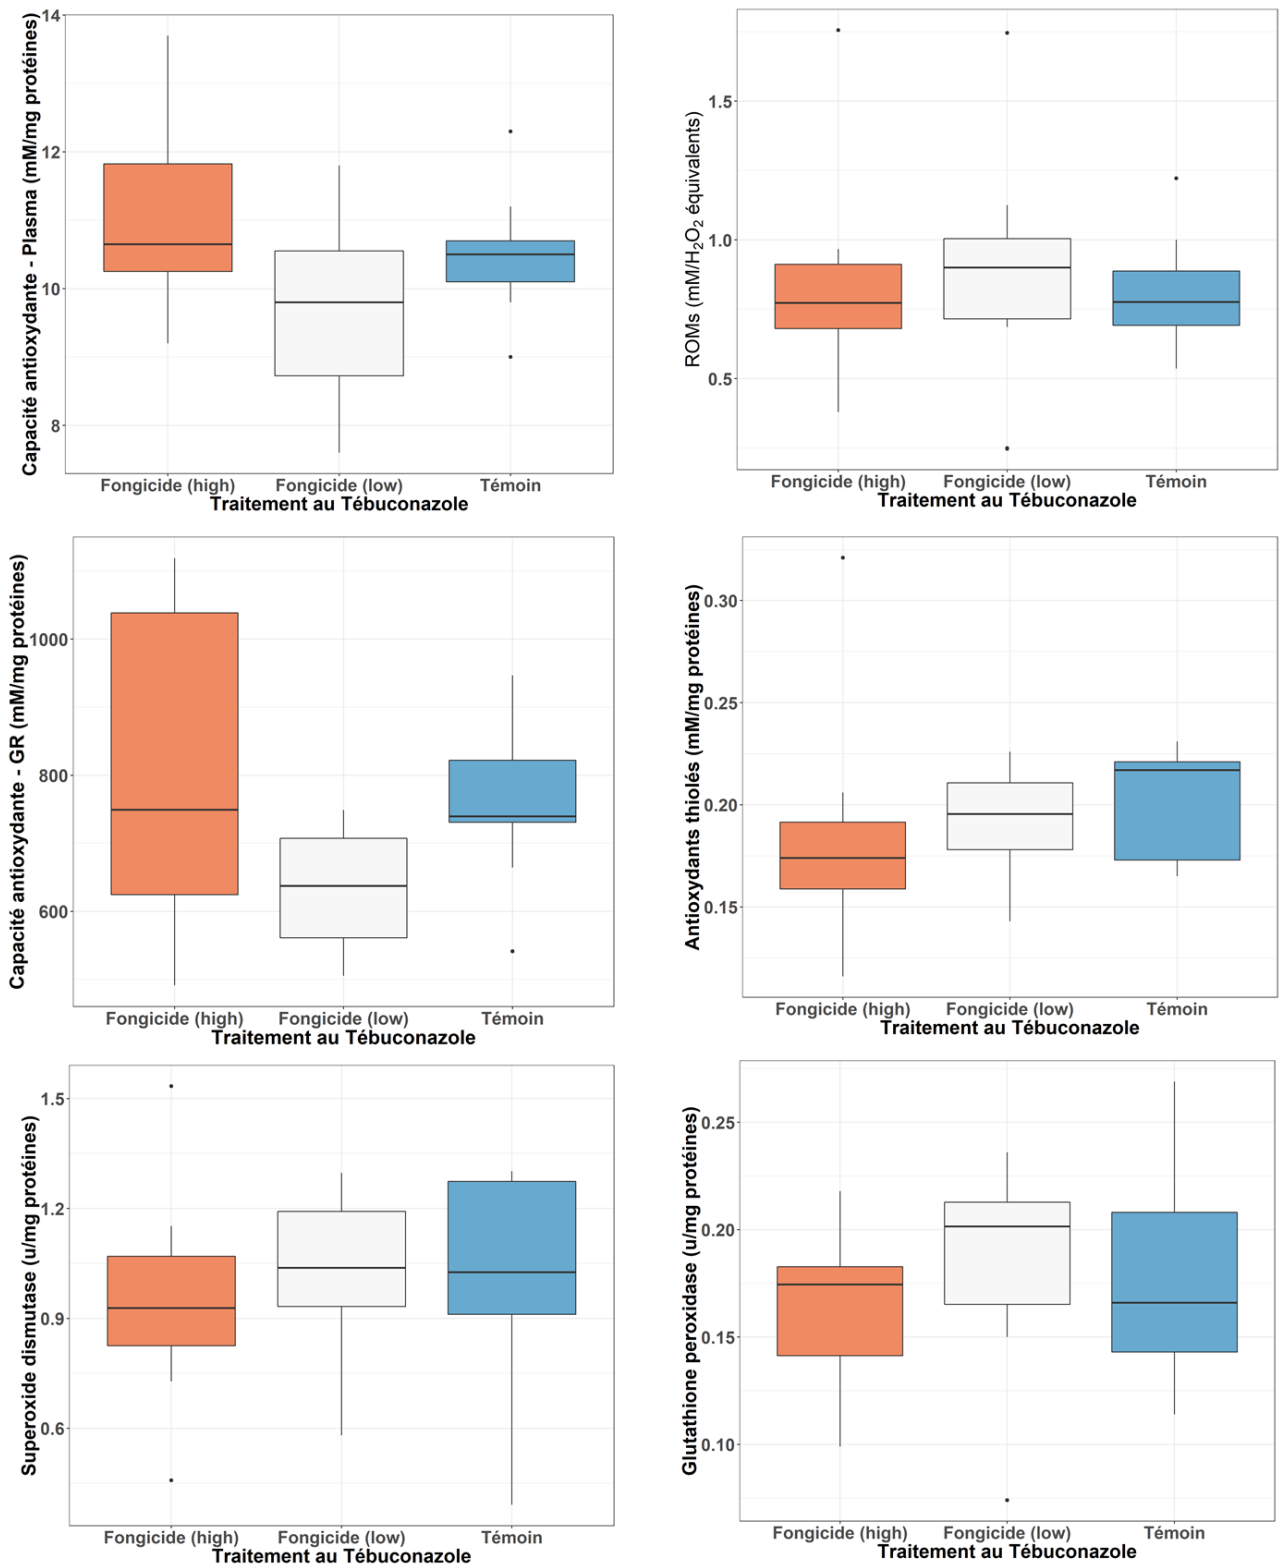 Capacité antioxydante - Plasma (mM/mg protéines)
14
12
10
8
Fongicide (high) Fongicide (low) Témoin
Traitement au Tébuconazole
ROMs (mM/H₂O₂ équivalents)
1.5
1.0
0.5
Fongicide (high) Fongicide (low) Témoin
Traitement au Tébuconazole
Capacité antioxydante - GR (mM/mg protéines)
1000
800
600
Fongicide (high) Fongicide (low) Témoin
Traitement au Tébuconazole
Antioxydants thiolés (mM/mg protéines)
0.30
0.25
0.20
0.15
Fongicide (high) Fongicide (low) Témoin
Traitement au Tébuconazole
Superoxide dismutase (u/mg protéines)
1.5
1.2
0.9
0.6
Fongicide (high) Fongicide (low) Témoin
Traitement au Tébuconazole
Glutathione peroxidase (u/mg protéines)
0.25
0.20
0.15
0.10
Fongicide (high) Fongicide (low) Témoin
Traitement au Tébuconazole